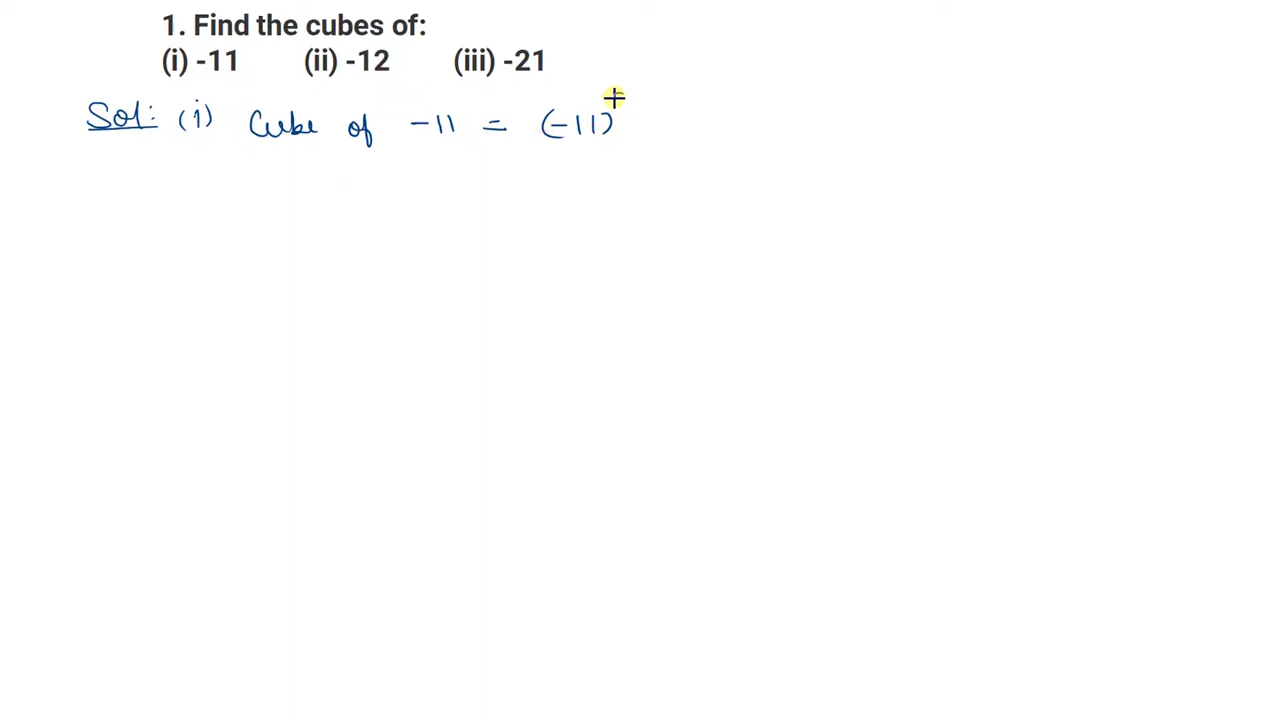 1. Find the cubes of:
(i) -11 (ii) -12 (iii) -21
Sol: (i) Cube of -11 = (-11)